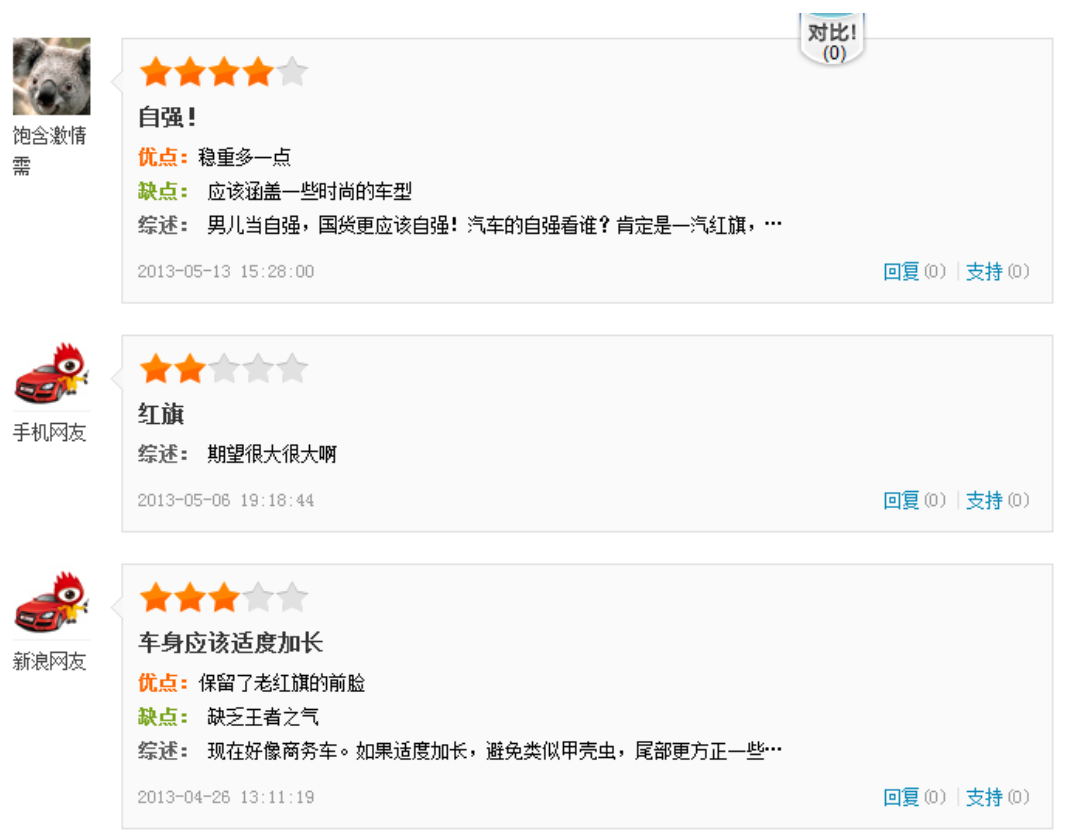 对比!
(0)
饱含激情
需
自强!
优点: 稳重多一点
缺点: 应该涵盖一些时尚的车型
综述: 男儿当自强，国货更应该自强! 汽车的自强看谁? 肯定是一汽红旗，…
2013-05-13 15:28:00
回复(0) | 支持(0)
手机网友
红旗
综述: 期望很大很大啊
2013-05-06 19:18:44
回复(0) | 支持(0)
新浪网友
车身应该适度加长
优点: 保留了老红旗的前脸
缺点: 缺乏王者之气
综述: 现在好像商务车。如果适度加长，避免类似甲壳虫，尾部更方正一些…
2013-04-26 13:11:19
回复(0) | 支持(0)